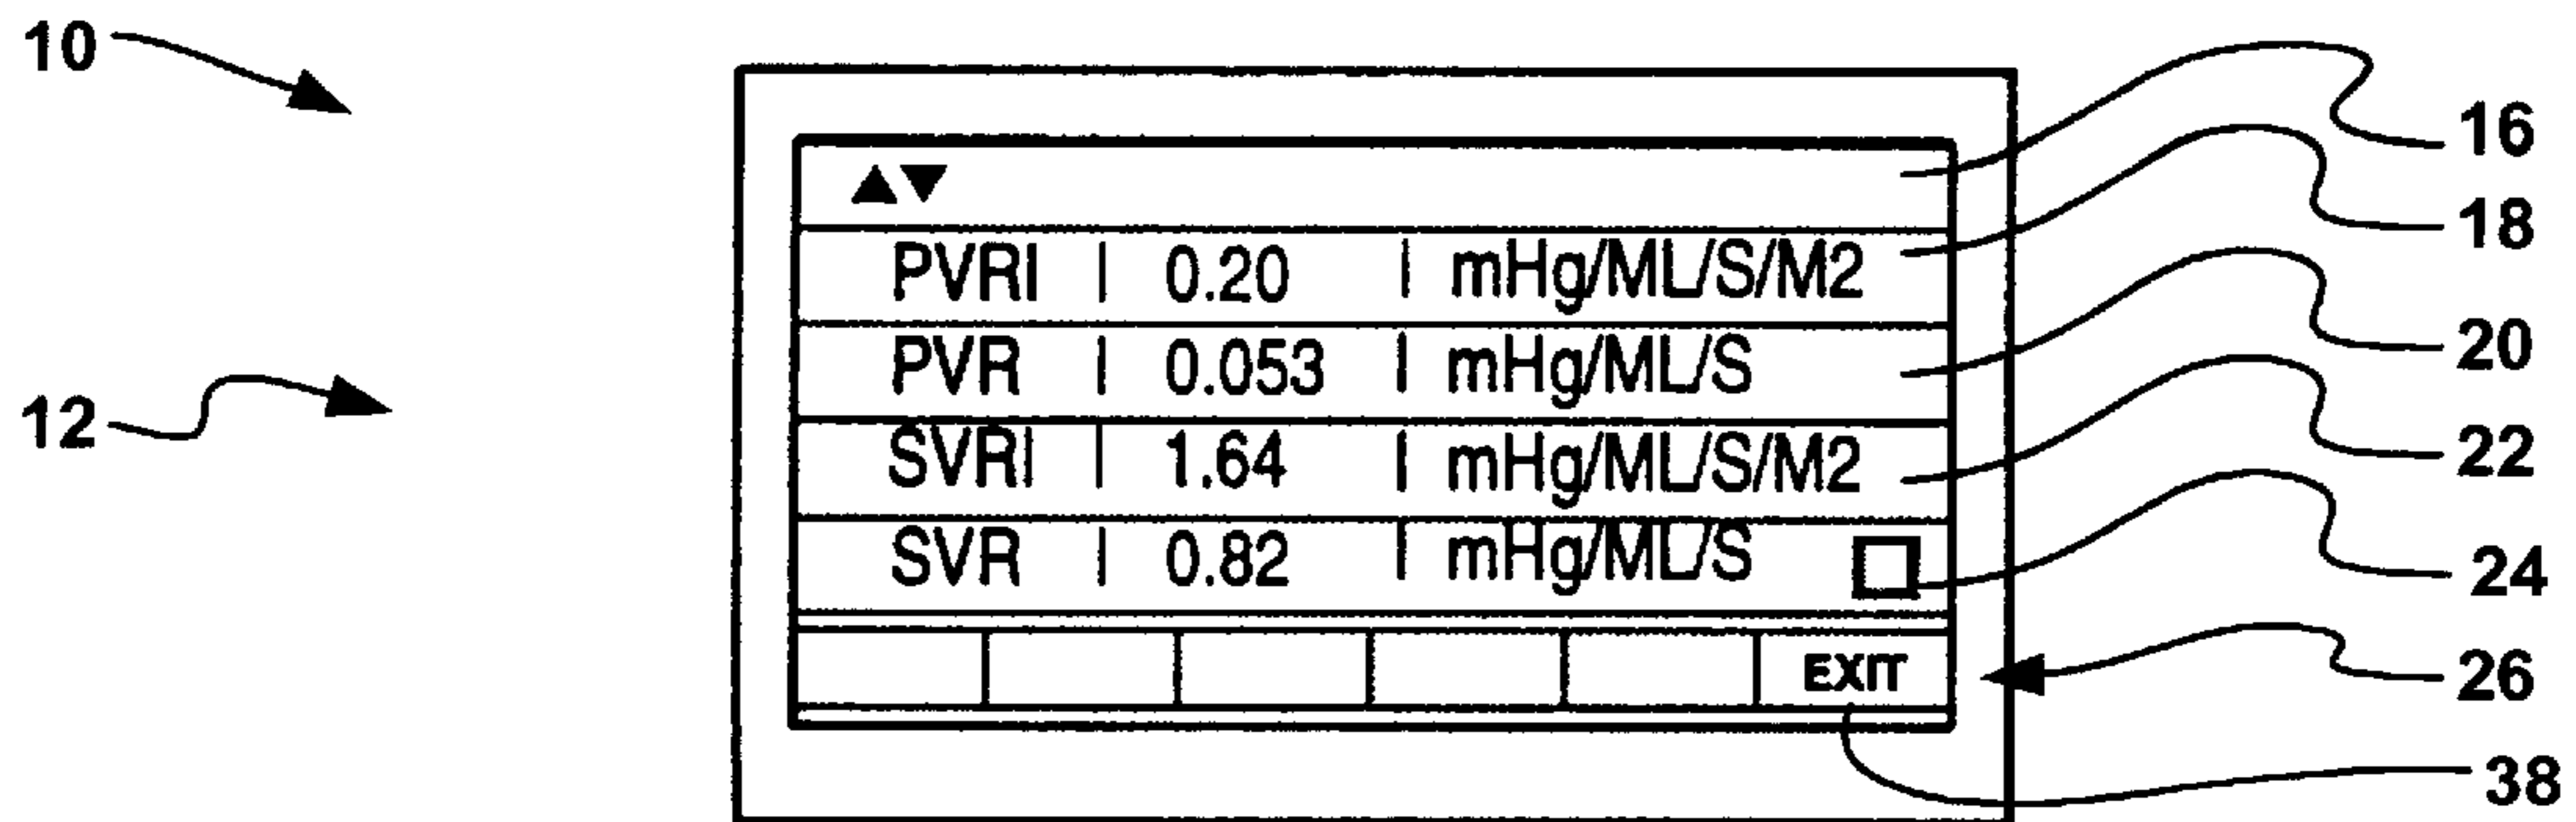 10
16
▲▼
18
PVRI | 0.20 | mHg/ML/S/M2
20
PVR | 0.053 | mHg/ML/S
12
22
SVRI | 1.64 | mHg/ML/S/M2
24
SVR | 0.82 | mHg/ML/S
26
EXIT
38